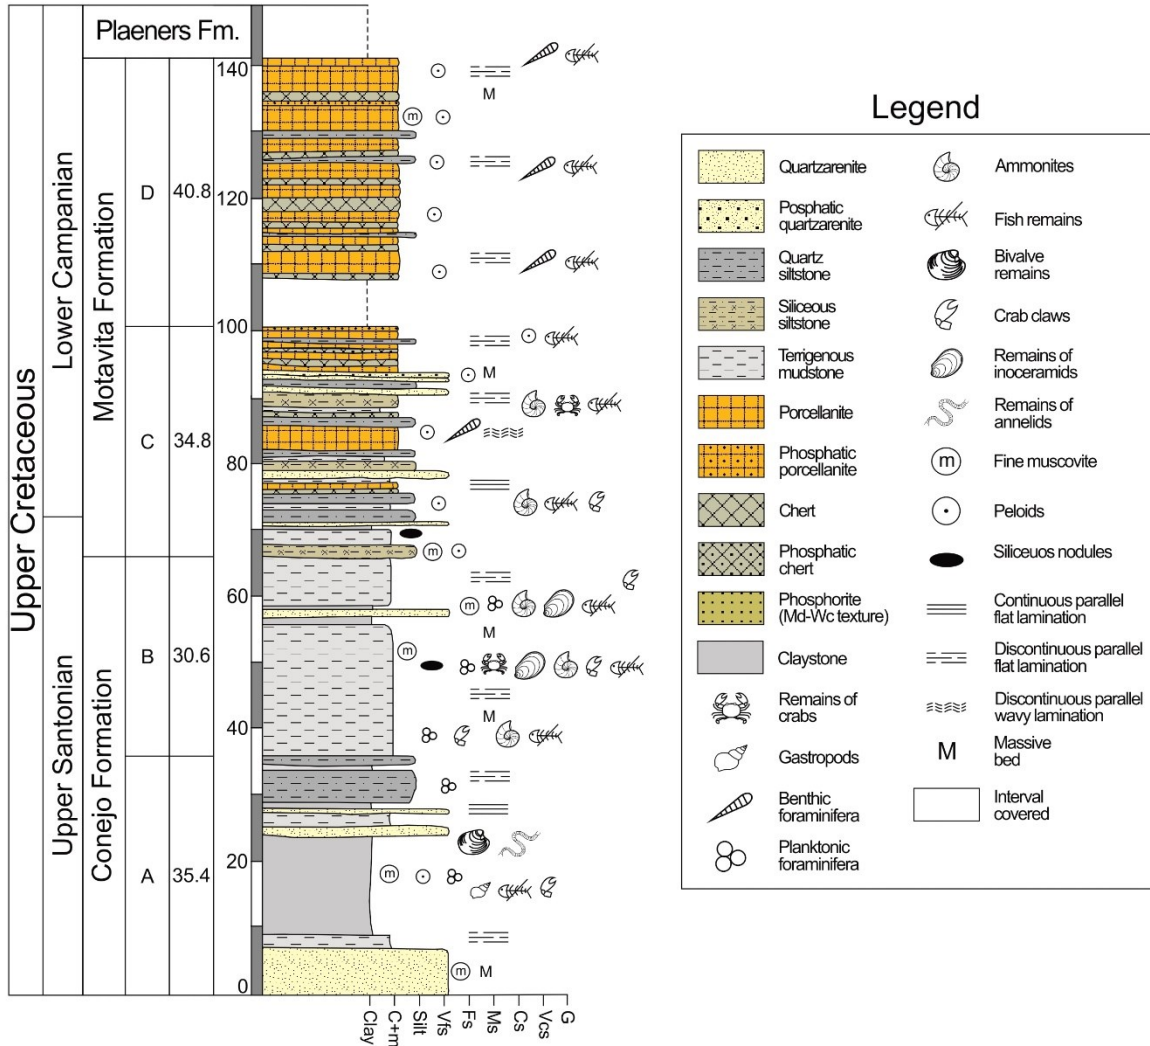 Plaeners Fm.
Upper Cretaceous
Lower Campanian
Upper Santonian
Motavita Formation
Conejo Formation
D
40.8
C
34.8
B
30.6
A
35.4
140
120
100
80
60
40
20
0
m
M
m
M
m
m
M
m
M
m
m
M
Clay
C+m
Silt
Vfs
Fs
Ms
Cs
Vcs
G
Legend
Quartzarenite
Posphatic
quartzarenite
Quartz
siltstone
Siliceous
siltstone
Terrigenous
mudstone
Porcellanite
Phosphatic
porcellanite
Chert
Phosphatic
chert
Phosphorite
(Md-Wc texture)
Claystone
Remains of
crabs
Gastropods
Benthic
foraminifera
Planktonic
foraminifera
Ammonites
Fish remains
Bivalve
remains
Crab claws
Remains of
inoceramids
Remains of
annelids
m
Fine muscovite
Peloids
Siliceuos nodules
Continuous parallel
flat lamination
Discontinuous parallel
flat lamination
Discontinuous parallel
wavy lamination
M
Massive
bed
Interval
covered